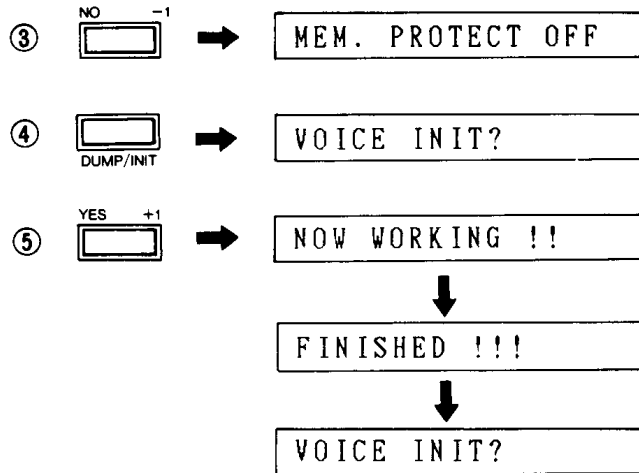 NO −1
③ MEM. PROTECT OFF
④ VOICE INIT?
DUMP/INIT
YES +1
⑤ NOW WORKING !!
FINISHED !!!
VOICE INIT?